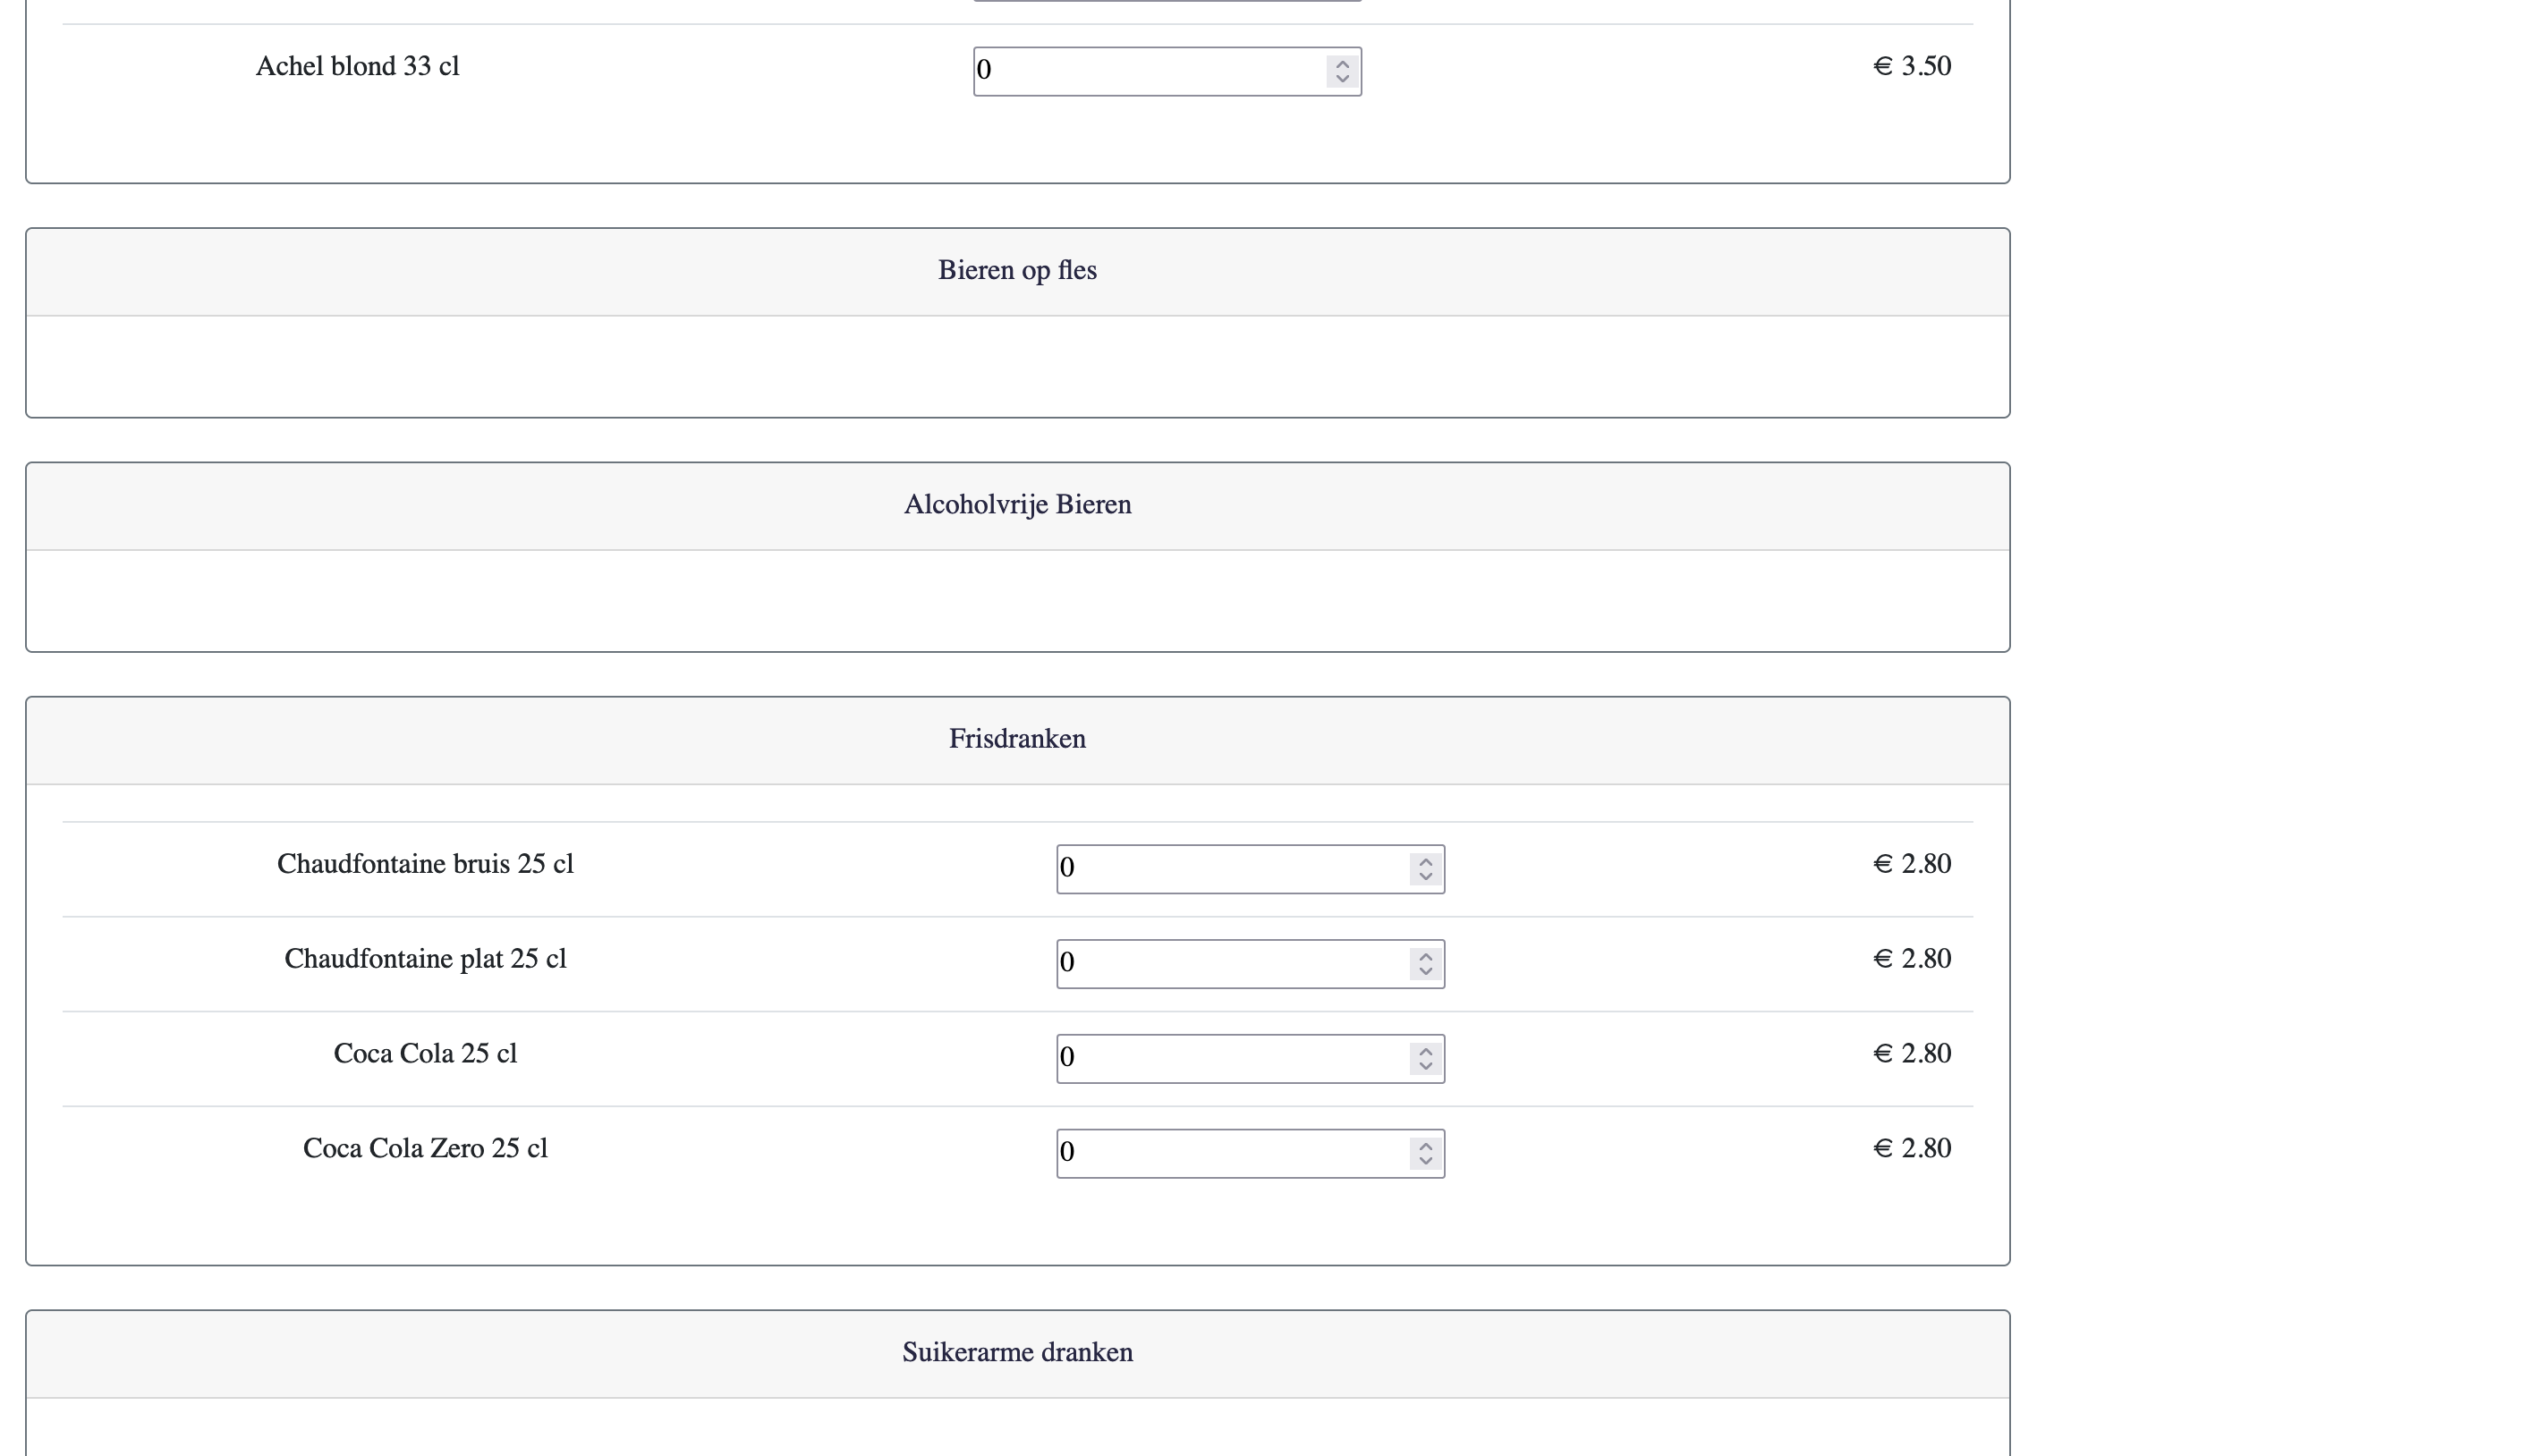 Achel blond 33 cl 0 € 3.50
Bieren op fles
Alcoholvrije Bieren
Frisdranken
Chaudfontaine bruis 25 cl 0 € 2.80
Chaudfontaine plat 25 cl 0 € 2.80
Coca Cola 25 cl 0 € 2.80
Coca Cola Zero 25 cl 0 € 2.80
Suikerarme dranken